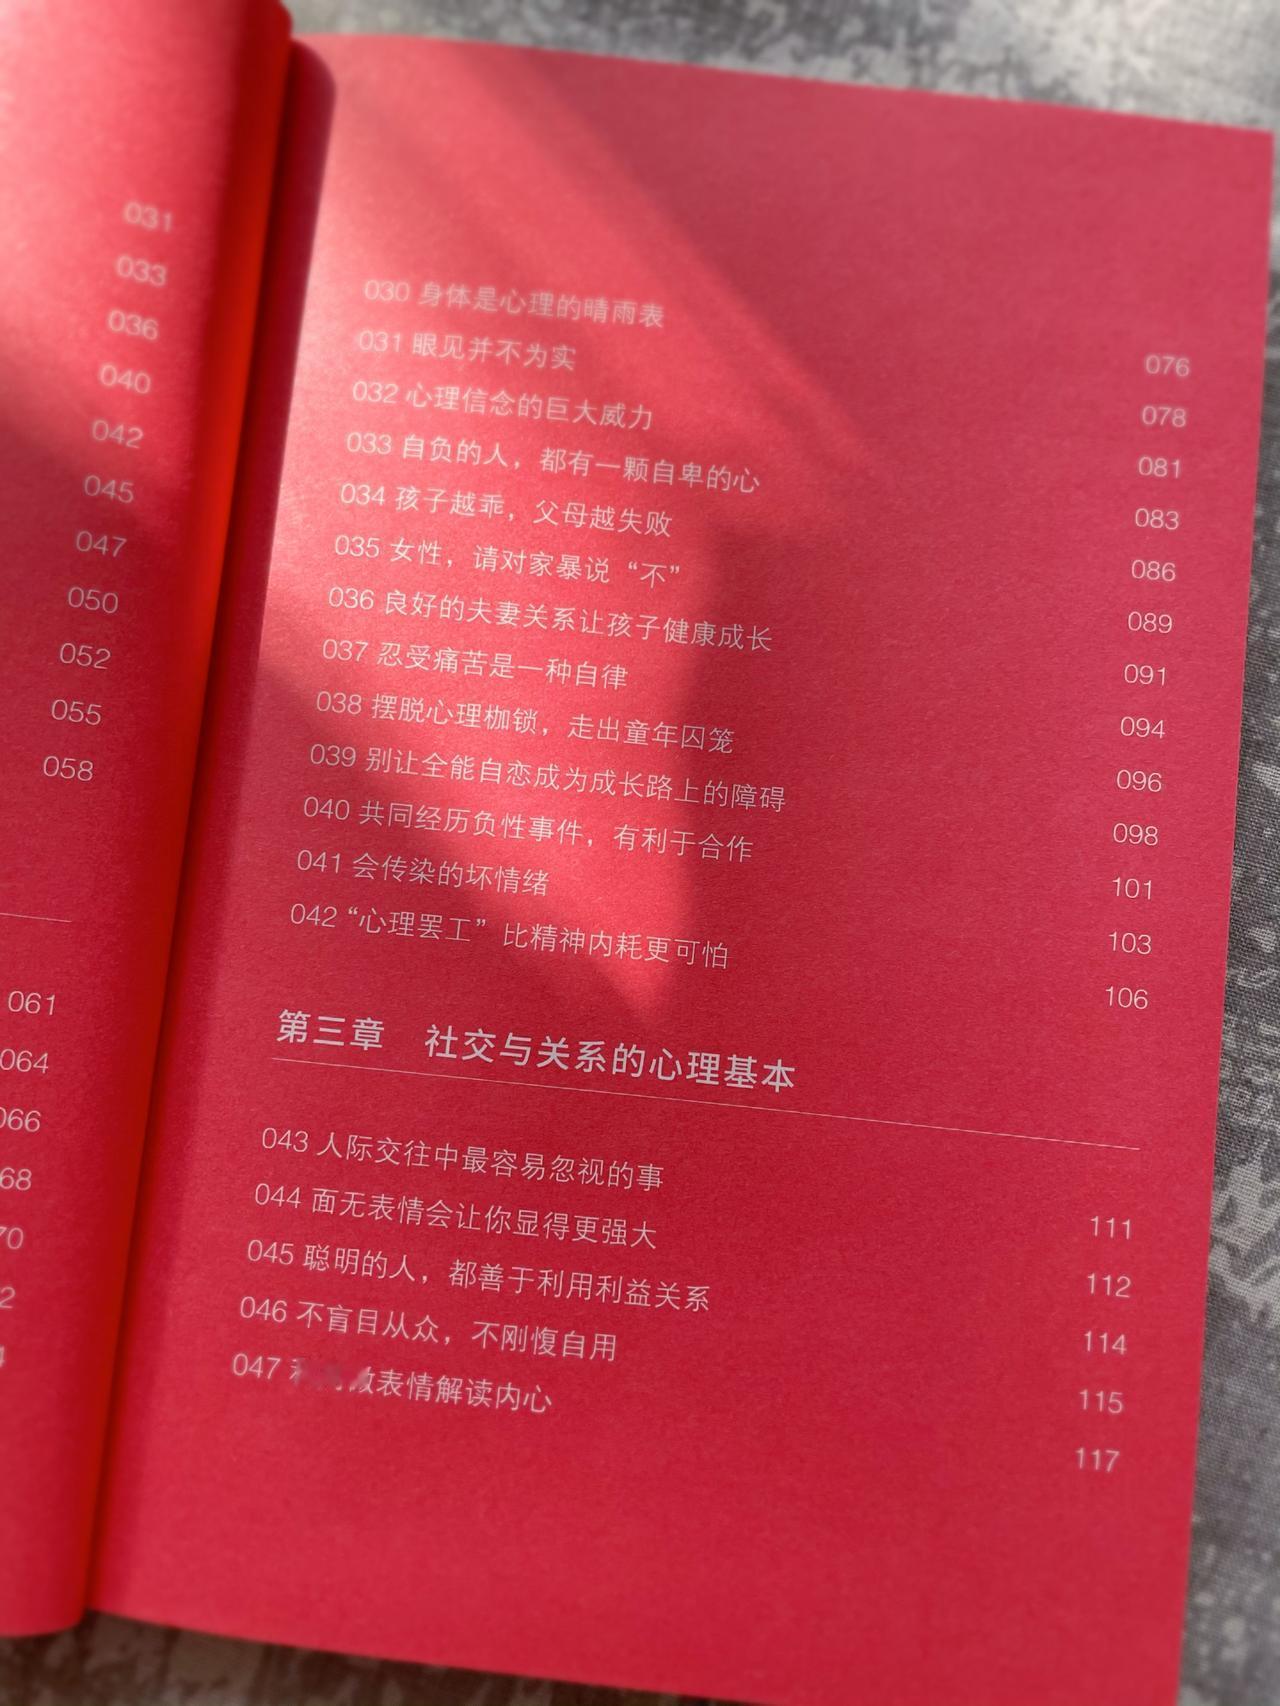 031
033
036
040
042
045
047
050
052
055
058
061
064
066
68
70
2
4
030 身体是心理的晴雨表 076
031 眼见并不为实 078
032 心理信念的巨大威力 081
033 自负的人，都有一颗自卑的心 083
034 孩子越乖，父母越失败 086
035 女性，请对家暴说“不” 089
036 良好的夫妻关系让孩子健康成长 091
037 忍受痛苦是一种自律 094
038 摆脱心理枷锁，走出童年囚笼 096
039 别让全能自恋成为成长路上的障碍 098
040 共同经历负性事件，有利于合作 101
041 会传染的坏情绪 103
042 “心理罢工”比精神内耗更可怕 106
第三章 社交与关系的心理基本
043 人际交往中最容易忽视的事 111
044 面无表情会让你显得更强大 112
045 聪明的人，都善于利用利益关系 114
046 不盲目从众，不刚愎自用 115
047 表情解读内心 117